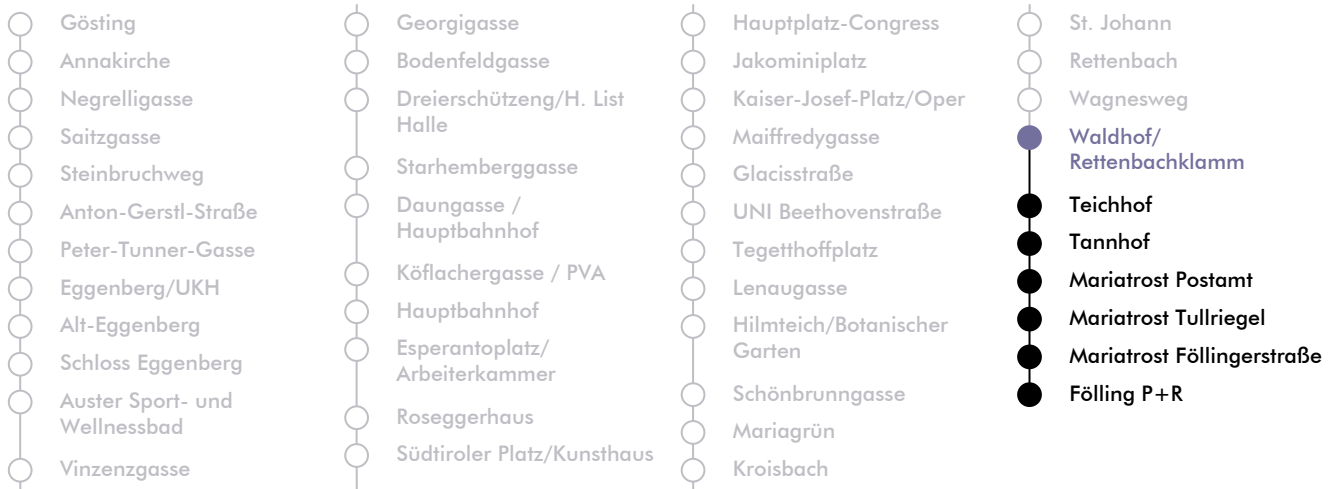 Gösting
Annakirche
Negrelligasse
Saitzgasse
Steinbruchweg
Anton-Gerstl-Straße
Peter-Tunner-Gasse
Eggenberg/UKH
Alt-Eggenberg
Schloss Eggenberg
Auster Sport- und
Wellnessbad
Vinzenzgasse
Georgigasse
Bodenfeldgasse
Dreierschützeng/H. List
Halle
Starhemberggasse
Daungasse /
Hauptbahnhof
Köflachergasse / PVA
Hauptbahnhof
Esperantoplatz/
Arbeiterkammer
Roseggerhaus
Südtiroler Platz/Kunsthaus
Hauptplatz-Congress
Jakominiplatz
Kaiser-Josef-Platz/Oper
Maiffredygasse
Glacisstraße
UNI Beethovenstraße
Tegetthoffplatz
Lenaugasse
Hilmteich/Botanischer
Garten
Schönbrunngasse
Mariagrün
Kroisbach
St. Johann
Rettenbach
Wagnesweg
Waldhof/
Rettenbachklamm
Teichhof
Tannhof
Mariatrost Postamt
Mariatrost Tullriegel
Mariatrost Föllingerstraße
Fölling P+R